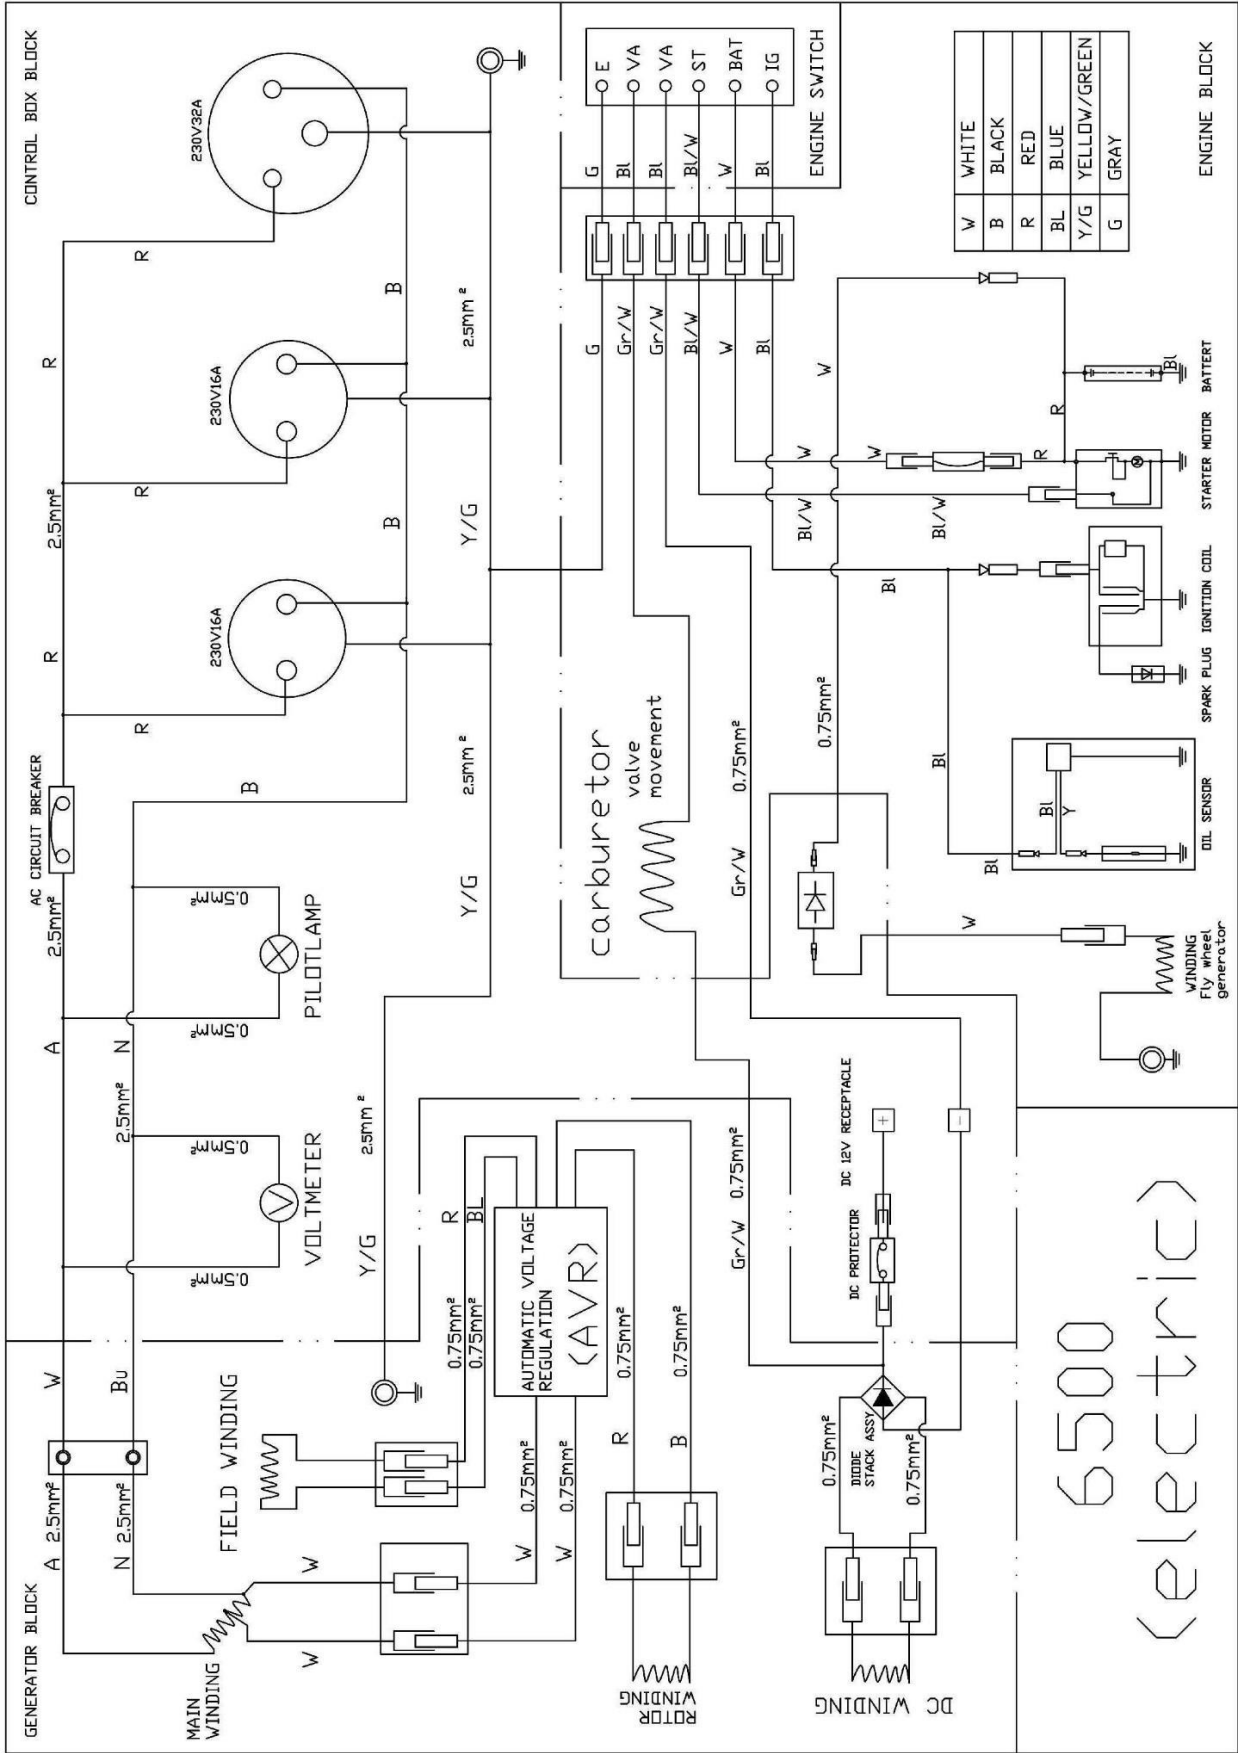 GENERATOR BLOCK
CONTROL BOX BLOCK
A 2.5mm²
W
A
2.5mm²
AC CIRCUIT BREAKER
R
2.5mm²
R
N 2.5mm²
Bu
2.5mm²
N
R
R
R
0.5mm²
0.5mm²
0.5mm²
0.5mm²
VOLTMETER
V
PILOTLAMP
B
B
B
230V16A
230V16A
230V32A
MAIN
WINDING
FIELD WINDING
W
W
Y/G
2.5mm²
Y/G
2.5mm²
Y/G
2.5mm²
R
BL
0.75mm²
0.75mm²
W
0.75mm²
W
0.75mm²
AUTOMATIC VOLTAGE
REGULATION
(AVR)
ROTOR
WINDING
R
0.75mm²
B
0.75mm²
carburetor
valve
movement
G
Gr/W
Gr/W
Bl/W
W
Bl
G
Bl
Bl
Bl/W
W
Bl
E
VA
VA
ST
BAT
IG
ENGINE SWITCH
Gr/W
0.75mm²
Gr/W
0.75mm²
DC WINDING
0.75mm²
DIODE
STACK ASSY
0.75mm²
DC PROTECTOR
DC 12V RECEPTACLE
+
-
0.75mm²
W
W
Bl/W
W
W
R
R
Bl/W
Bl
Bl
Bl
Bl
Y
Bl
M
WINDING
Fly wheel
generator
OIL SENSOR
SPARK PLUG
IGNITION COIL
STARTER MOTOR
BATTERT
W WHITE
B BLACK
R RED
BL BLUE
Y/G YELLOW/GREEN
G GRAY
ENGINE BLOCK
6500
(electric)